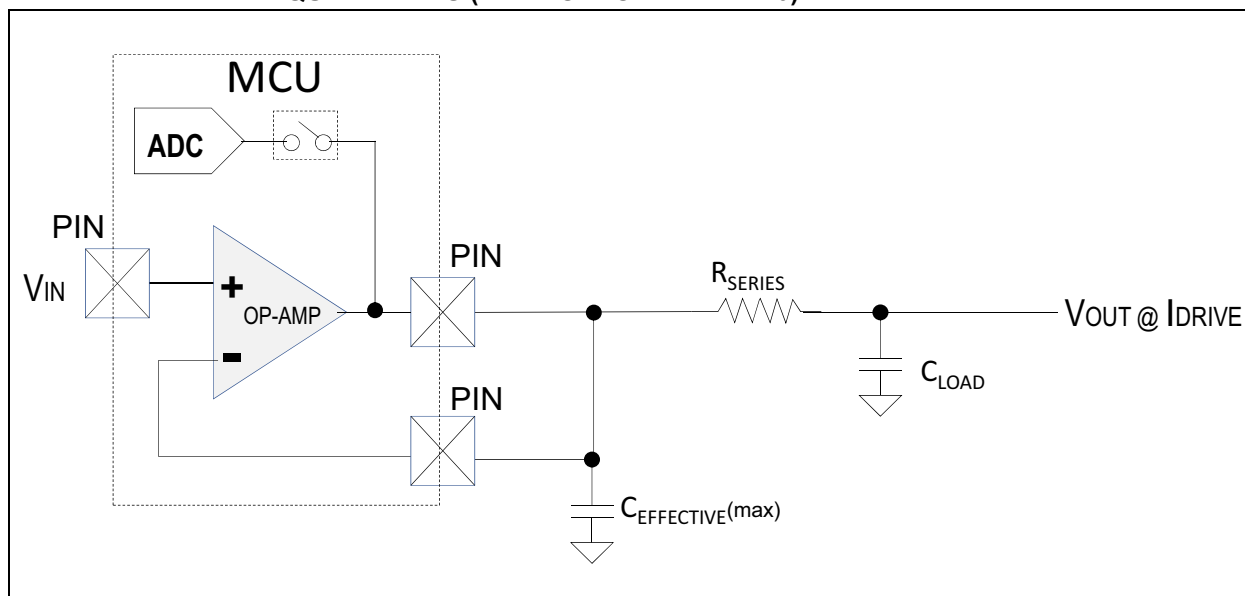 MCU
ADC
PIN
PIN
VIN
+
OP-AMP
-
RSERIES
VOUT @ IDRIVE
CLOAD
PIN
CEFFECTIVE(max)